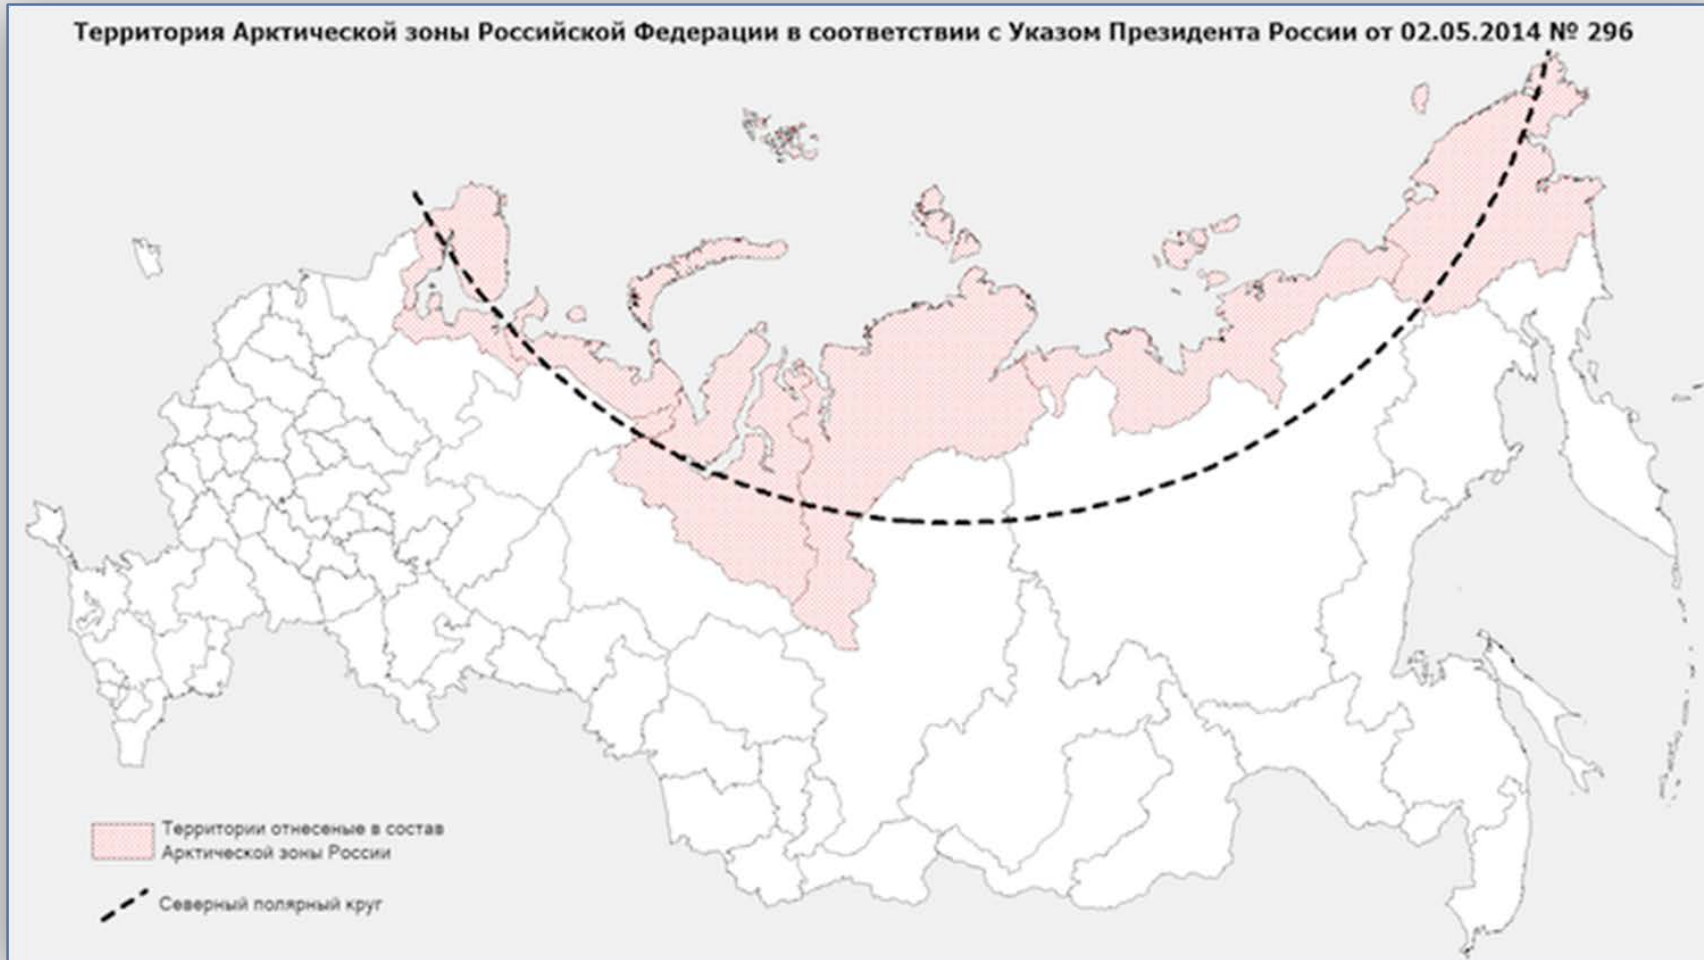 Территория Арктической зоны Российской Федерации в соответствии с Указом Президента России от 02.05.2014 № 296
Территории отнесеные в состав
Арктической зоны России
Северный полярный круг